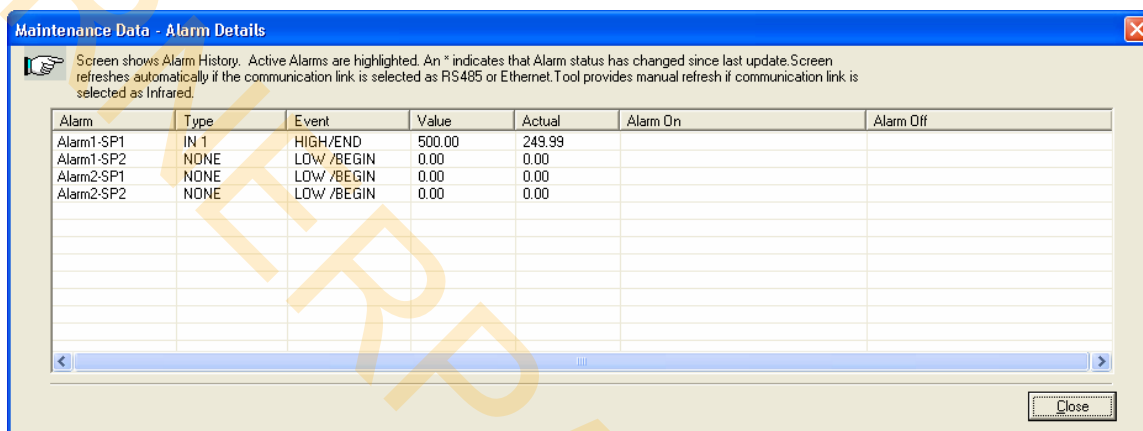 Maintenance Data - Alarm Details
Screen shows Alarm History. Active Alarms are highlighted. An * indicates that Alarm status has changed since last update.Screen
refreshes automatically if the communication link is selected as RS485 or Ethernet.Tool provides manual refresh if communication link is
selected as Infrared.
Alarm Type Event Value Actual Alarm On Alarm Off
Alarm1-SP1 IN 1 HIGH/END 500.00 249.99
Alarm1-SP2 NONE LOW /BEGIN 0.00 0.00
Alarm2-SP1 NONE LOW /BEGIN 0.00 0.00
Alarm2-SP2 NONE LOW /BEGIN 0.00 0.00
Close